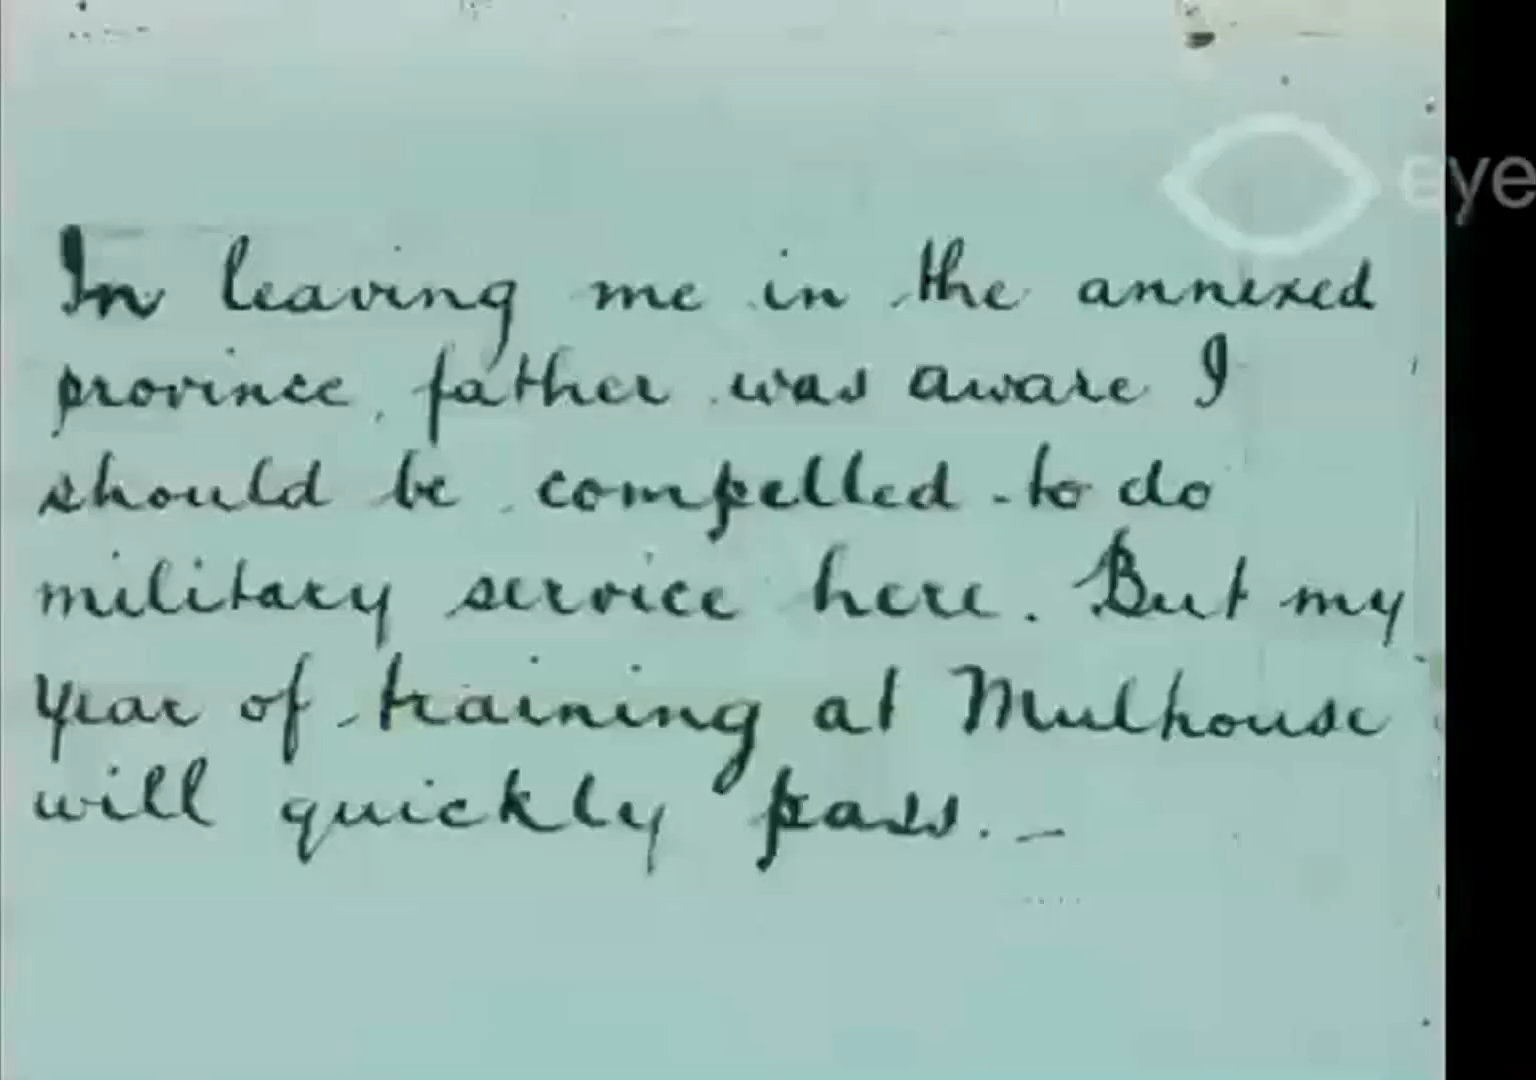 eye
In leaving me in the annexed
province, father was aware I
should be compelled to do
military service here. But my
year of training at Mulhouse
will quickly pass. _